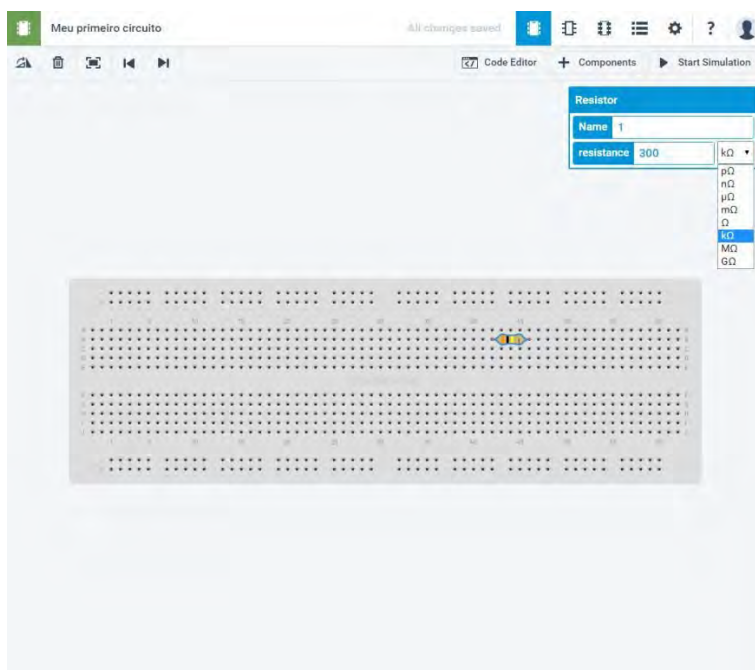 Meu primeiro circuito
All changes saved
?
Code Editor
+ Components
Start Simulation
Resistor
Name 1
resistance 300 kΩ
pΩ
nΩ
µΩ
mΩ
Ω
kΩ
MΩ
GΩ